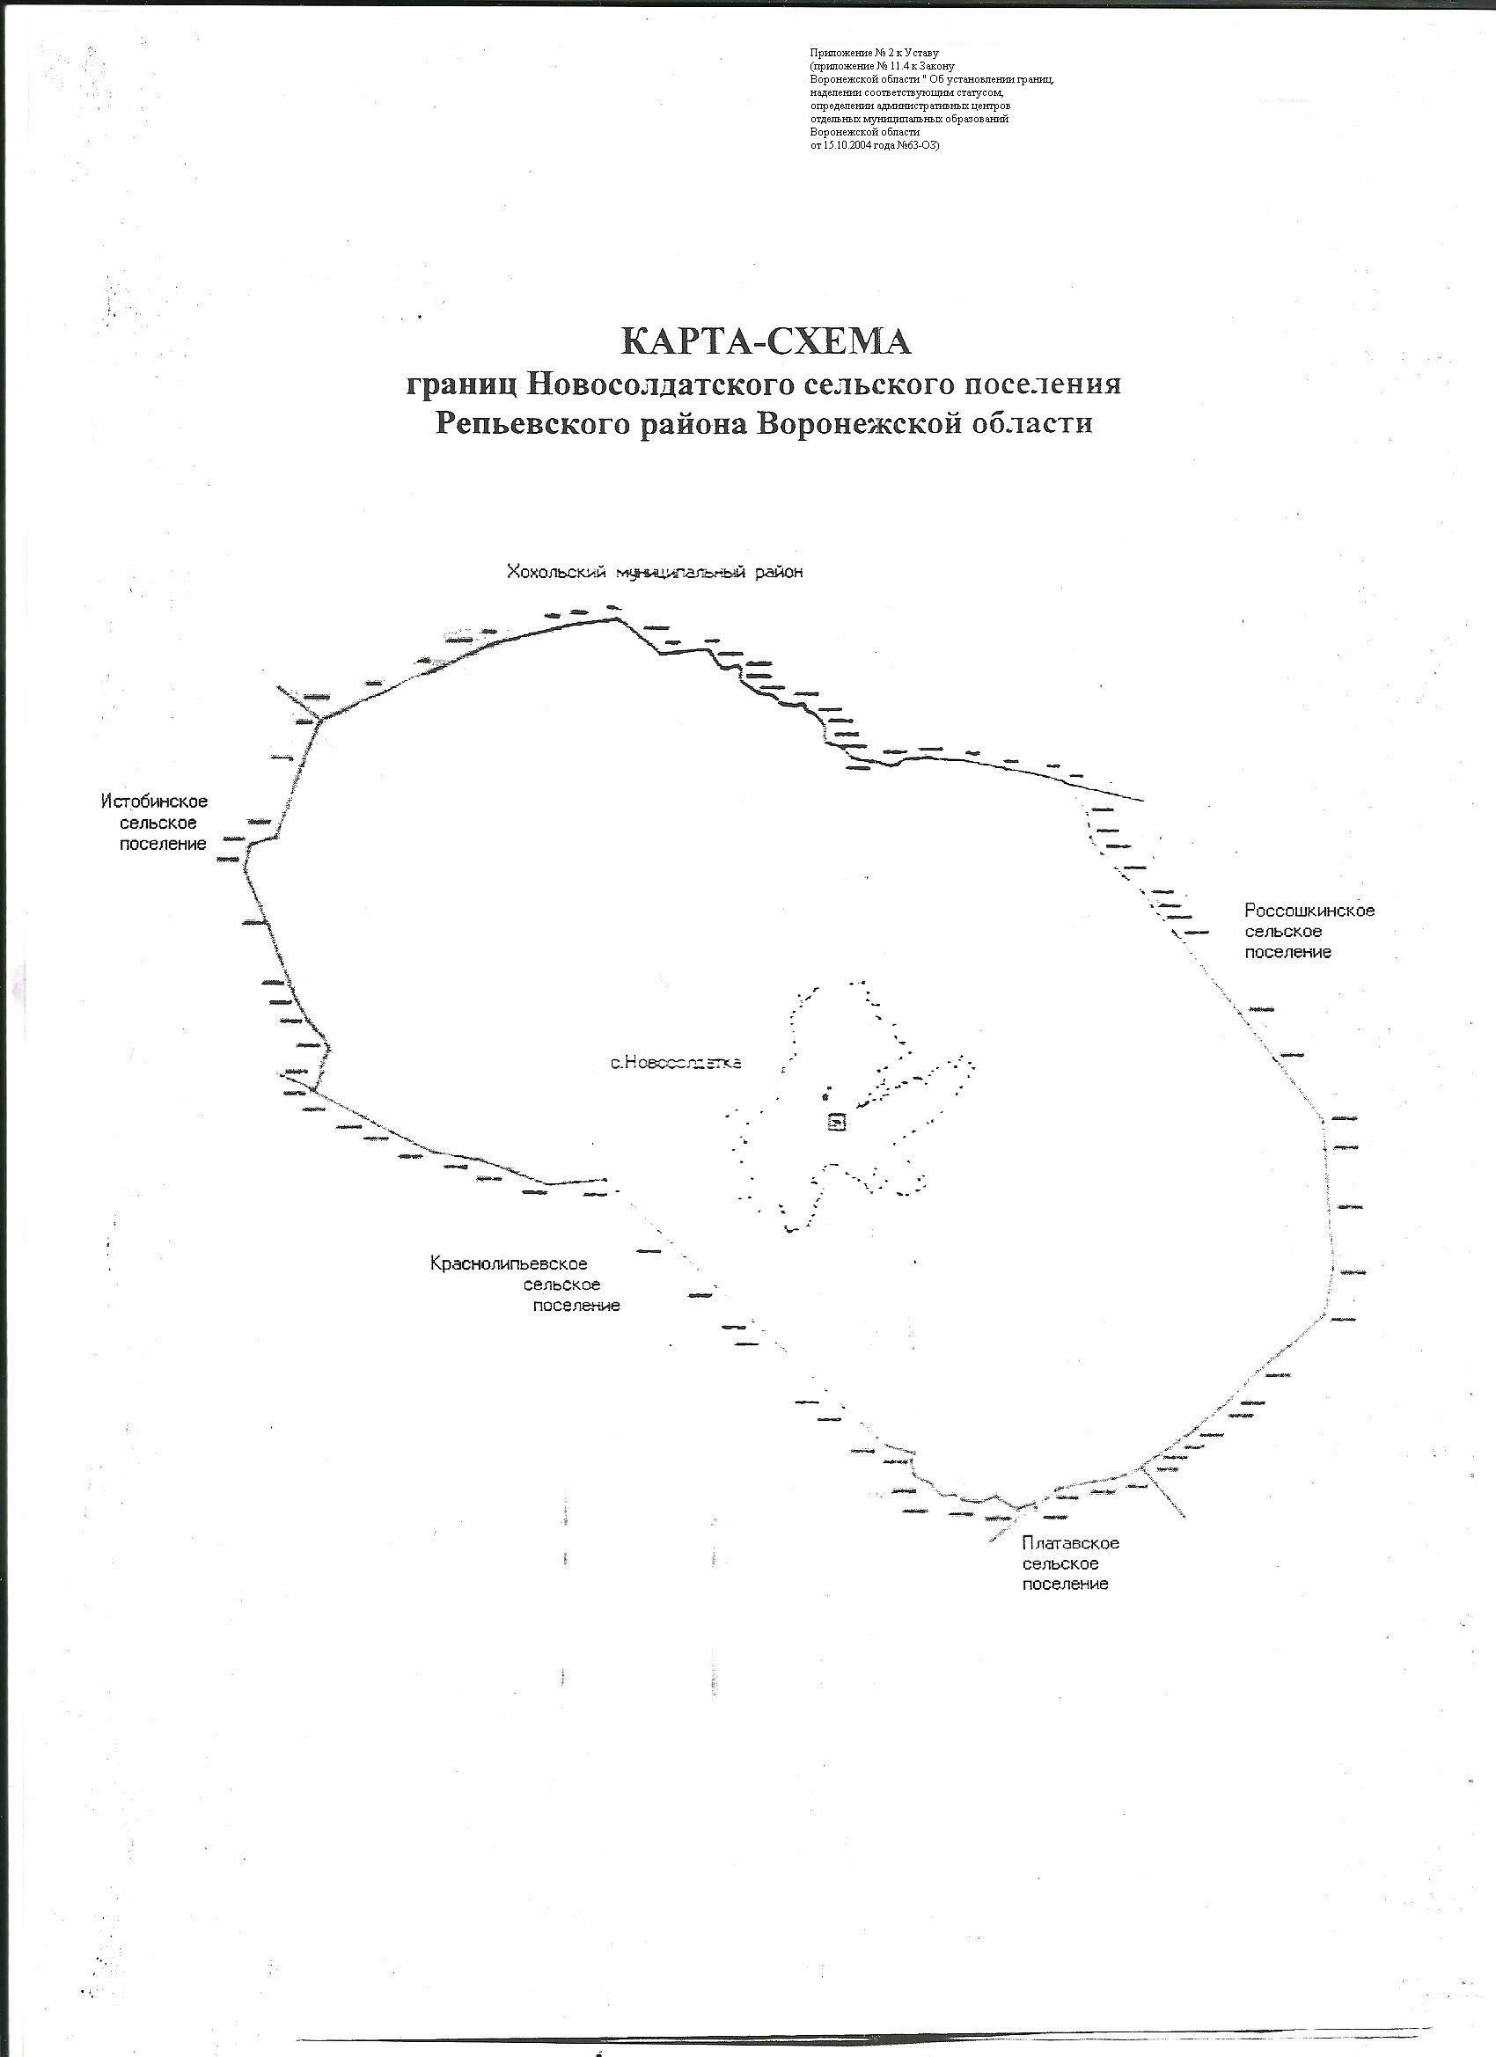 Приложение № 2 к Уставу
(приложение № 11.4 к Закону
Воронежской области " Об установлении границ,
наделении соответствующим статусом,
определении административных центров
отдельных муниципальных образований
Воронежской области
от 15.10.2004 года №63-ОЗ)
КАРТА-СХЕМА
границ Новосолдатского сельского поселения
Репьевского района Воронежской области
Хохольский муниципальный район
Истобинское
сельское
поселение
Россошкинское
сельское
поселение
с.Новосолдатка
Краснолипьевское
сельское
поселение
Платавское
сельское
поселение